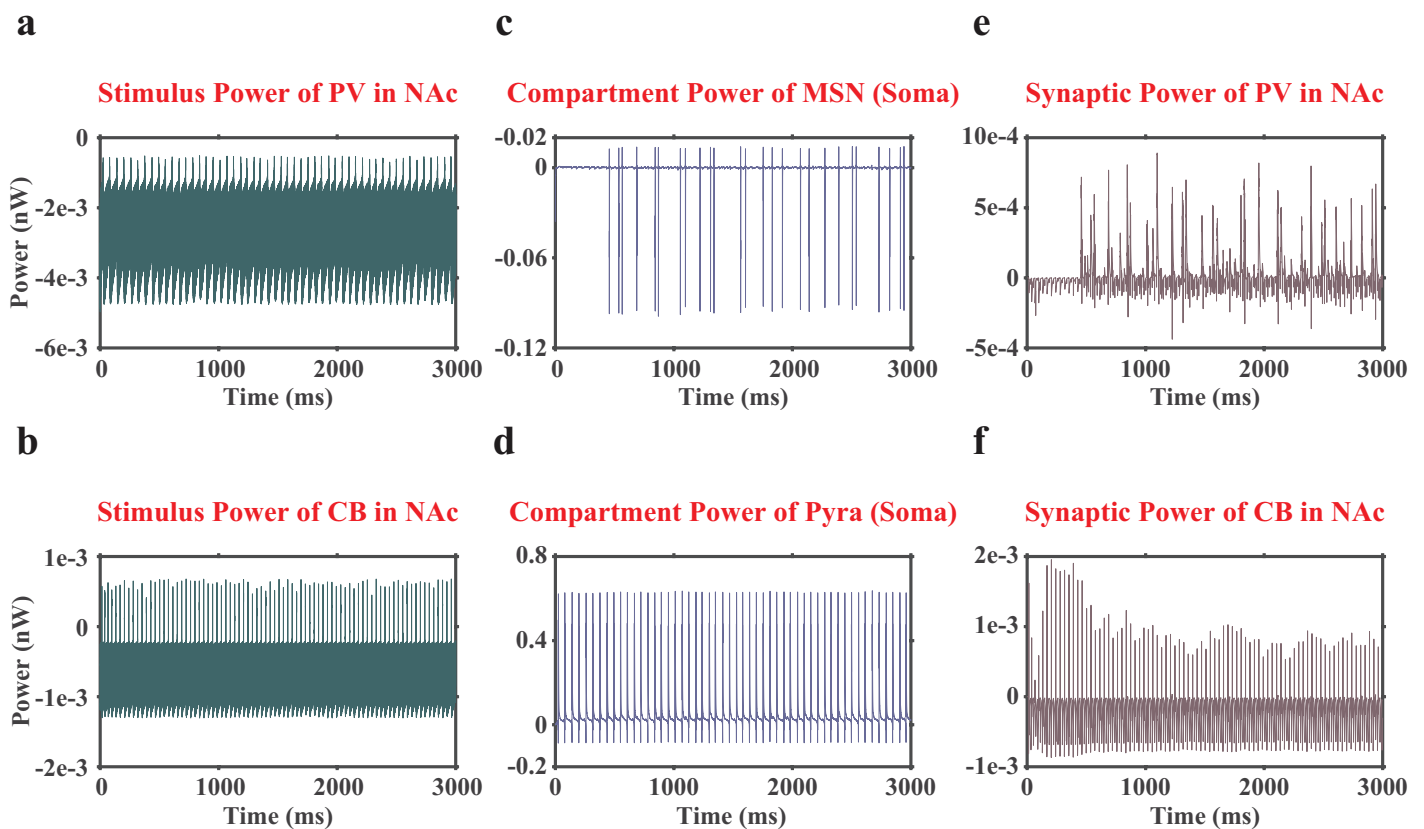 a
c
e
Stimulus Power of PV in NAc
Compartment Power of MSN (Soma)
Synaptic Power of PV in NAc
Power (nW)
0
-2e-3
-4e-3
-6e-3
0
1000
2000
3000
Time (ms)
-0.02
0
-0.06
-0.12
0
1000
2000
3000
Time (ms)
10e-4
5e-4
0
-5e-4
0
1000
2000
3000
Time (ms)
b
d
f
Stimulus Power of CB in NAc
Compartment Power of Pyra (Soma)
Synaptic Power of CB in NAc
Power (nW)
1e-3
0
-1e-3
-2e-3
0
1000
2000
3000
Time (ms)
0.8
0.4
0
-0.2
0
1000
2000
3000
Time (ms)
2e-3
1e-3
0
-1e-3
0
1000
2000
3000
Time (ms)